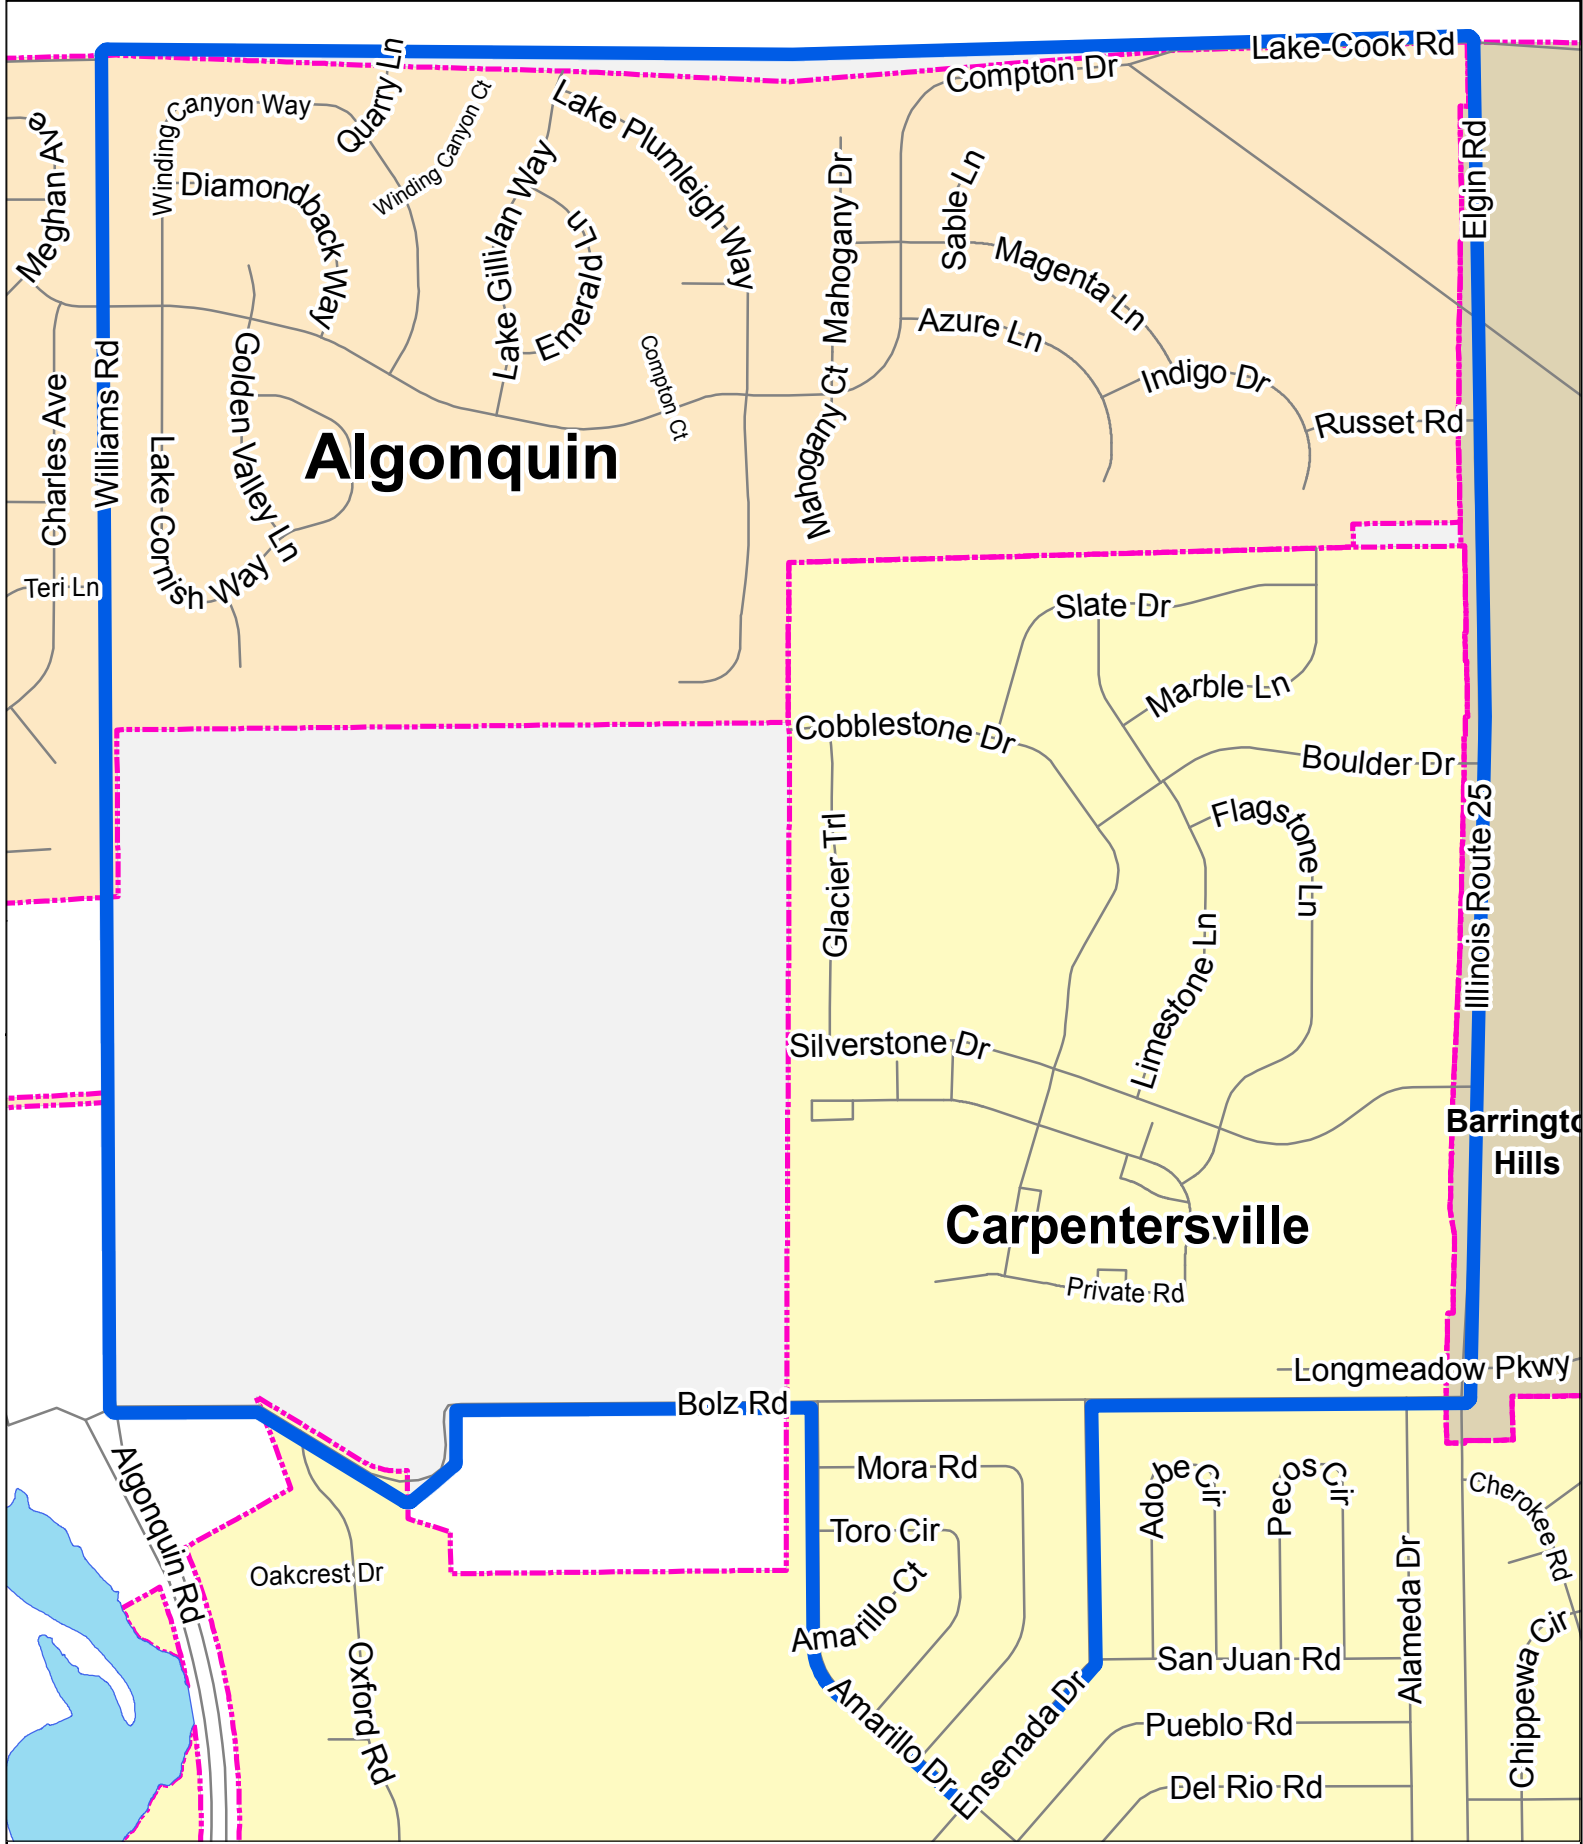 Lake-Cook Rd
Compton Dr
Quarry Ln
Winding Canyon Way
Winding Canyon Ct
Lake Plumleigh Way
Meghan Ave
Diamondback Way
Lake Gillilan Way
Emerald Ln
Mahogany Dr
Sable Ln
Elgin Rd
Magenta Ln
Azure Ln
Indigo Dr
Russet Rd
Golden Valley Ln
Compton Ct
Mahogany Ct
Charles Ave
Williams Rd
Lake Cornish Way
Algonquin
Teri Ln
Slate Dr
Marble Ln
Cobblestone Dr
Boulder Dr
Glacier Trl
Flagstone Ln
Illinois Route 25
Limestone Ln
Silverstone Dr
Barringto
Hills
Carpentersville
Private Rd
Longmeadow Pkwy
Bolz Rd
Algonquin Rd
Mora Rd
Adobe Cir
Pecos Cir
Cherokee Rd
Toro Cir
Oakcrest Dr
Amarillo Ct
Alameda Dr
Oxford Rd
San Juan Rd
Chippewa Cir
Amarillo Dr
Ensenada Dr
Pueblo Rd
Del Rio Rd